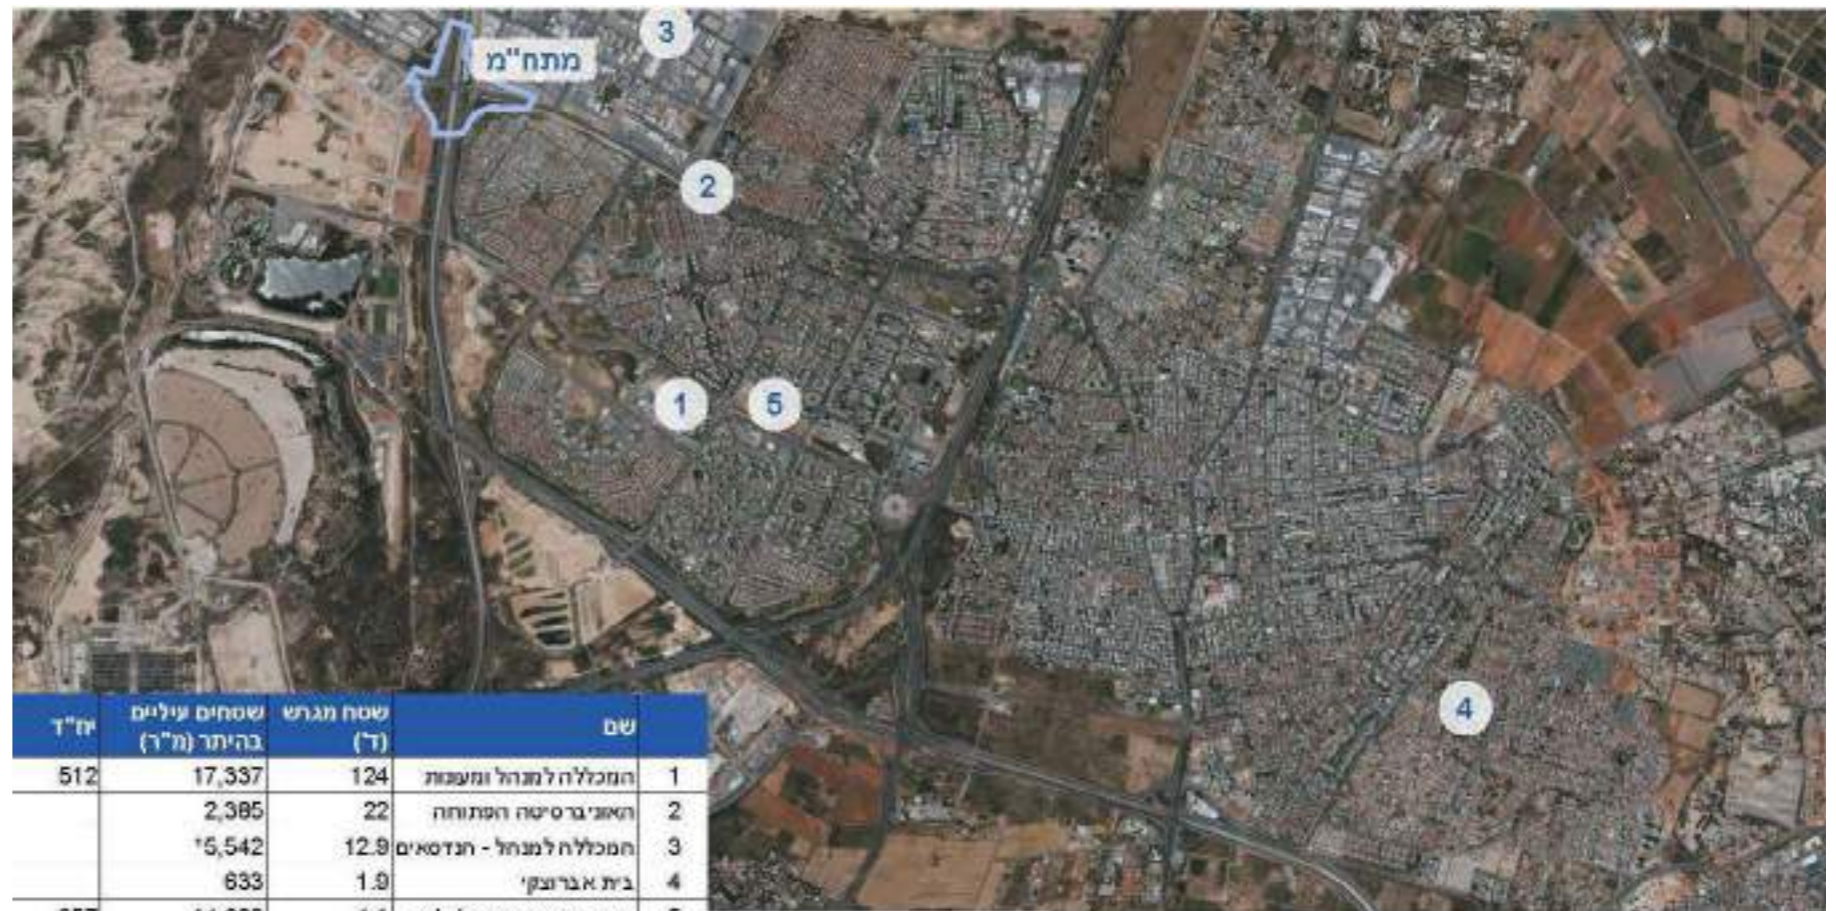 3
מתח"מ
2
1
5
4
שם שטח מגרש (ד') שטחים עיליים בהיתר (מ"ר) יח"ד
1 המכללה למנהל ומעונות 124 17,337 512
2 האוניברסיטה הפתוחה 22 2,385
3 המכללה למנהל - הנדסאים 12.9 5,542*
4 בית אברוצקי 1.9 633